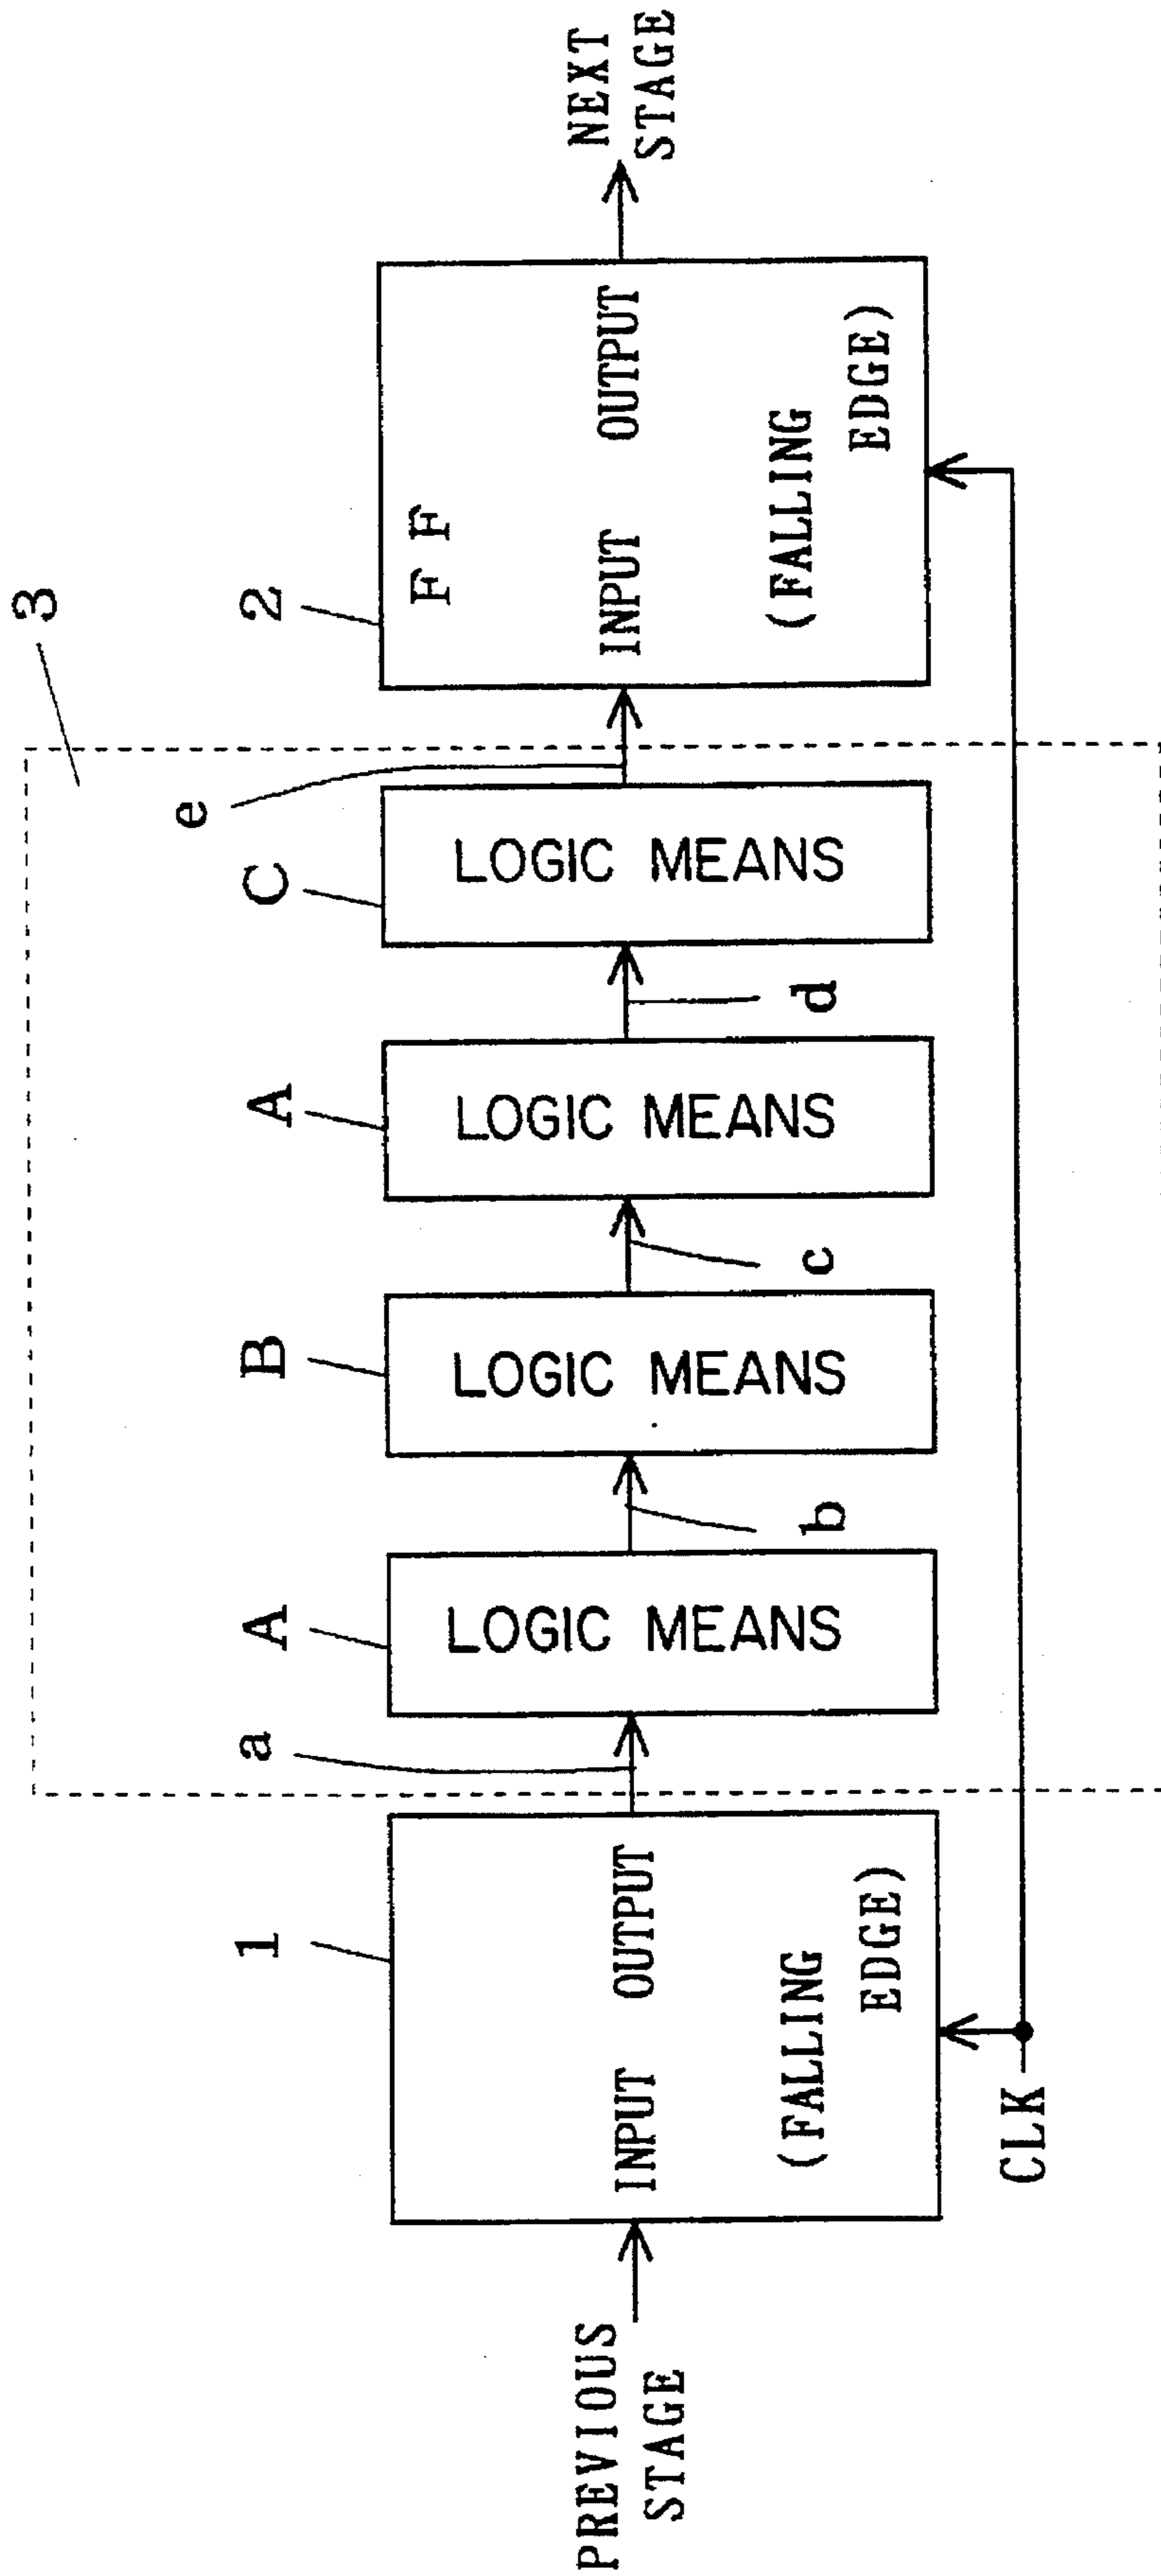 3
e
1
a
A
B
A
C
2
PREVIOUS
STAGE
INPUT OUTPUT
(FALLING
EDGE)
CLK
LOGIC MEANS
b
LOGIC MEANS
c
LOGIC MEANS
d
LOGIC MEANS
F F
INPUT OUTPUT
(FALLING
EDGE)
NEXT
STAGE